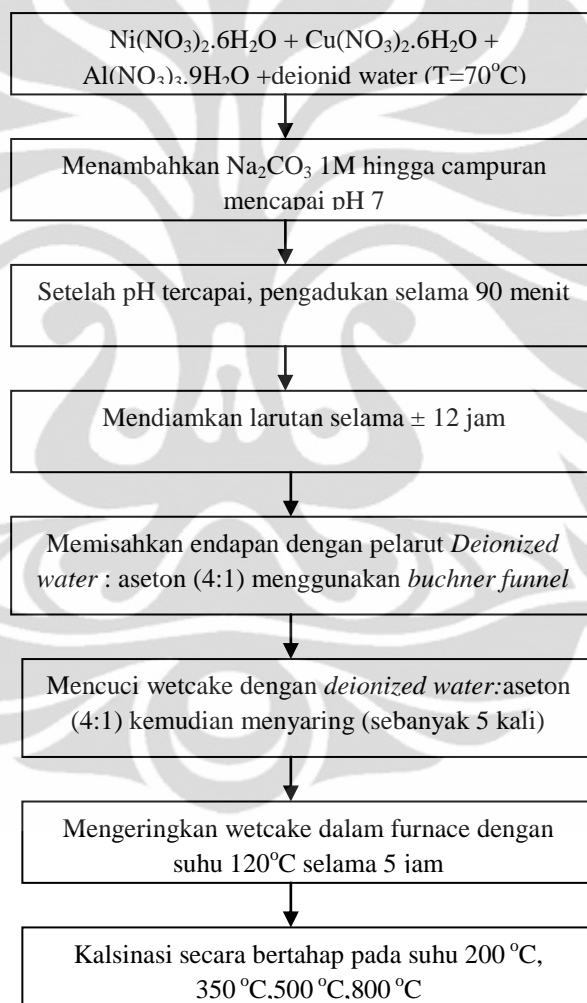 Ni(NO₃)₂.6H₂O + Cu(NO₃)₂.6H₂O +
Al(NO₃)₃.9H₂O +deionid water (T=70°C)
Menambahkan Na₂CO₃ 1M hingga campuran
mencapai pH 7
Setelah pH tercapai, pengadukan selama 90 menit
Mendiamkan larutan selama ± 12 jam
Memisahkan endapan dengan pelarut Deionized
water : aseton (4:1) menggunakan buchner funnel
Mencuci wetcake dengan deionized water:aseton
(4:1) kemudian menyaring (sebanyak 5 kali)
Mengeringkan wetcake dalam furnace dengan
suhu 120°C selama 5 jam
Kalsinasi secara bertahap pada suhu 200 °C,
350 °C,500 °C,800 °C